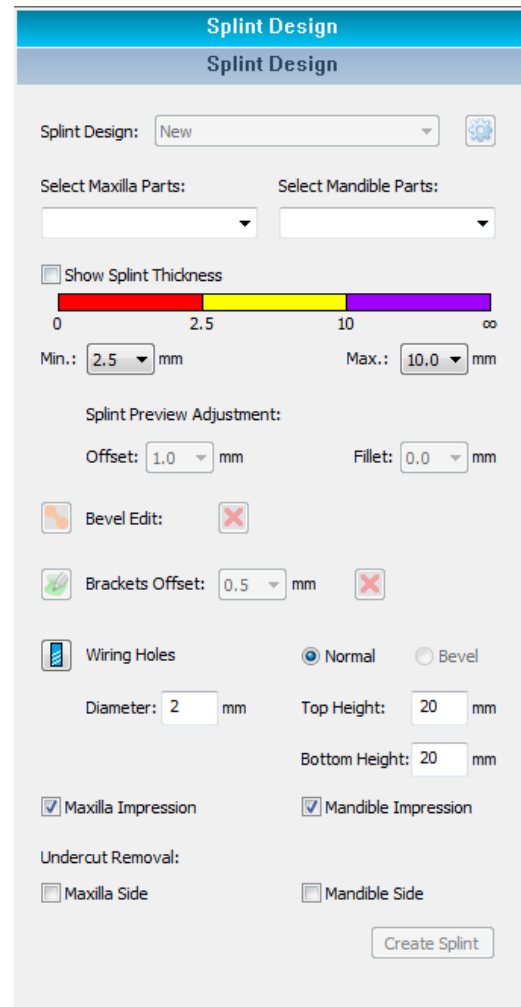 Splint Design
Splint Design
Splint Design: New
Select Maxilla Parts: Select Mandible Parts:
Show Splint Thickness
0 2.5 10 ∞
Min.: 2.5 mm Max.: 10.0 mm
Splint Preview Adjustment:
Offset: 1.0 mm Fillet: 0.0 mm
Bevel Edit:
Brackets Offset: 0.5 mm
Wiring Holes Normal Bevel
Diameter: 2 mm Top Height: 20 mm
Bottom Height: 20 mm
Maxilla Impression Mandible Impression
Undercut Removal:
Maxilla Side Mandible Side
Create Splint